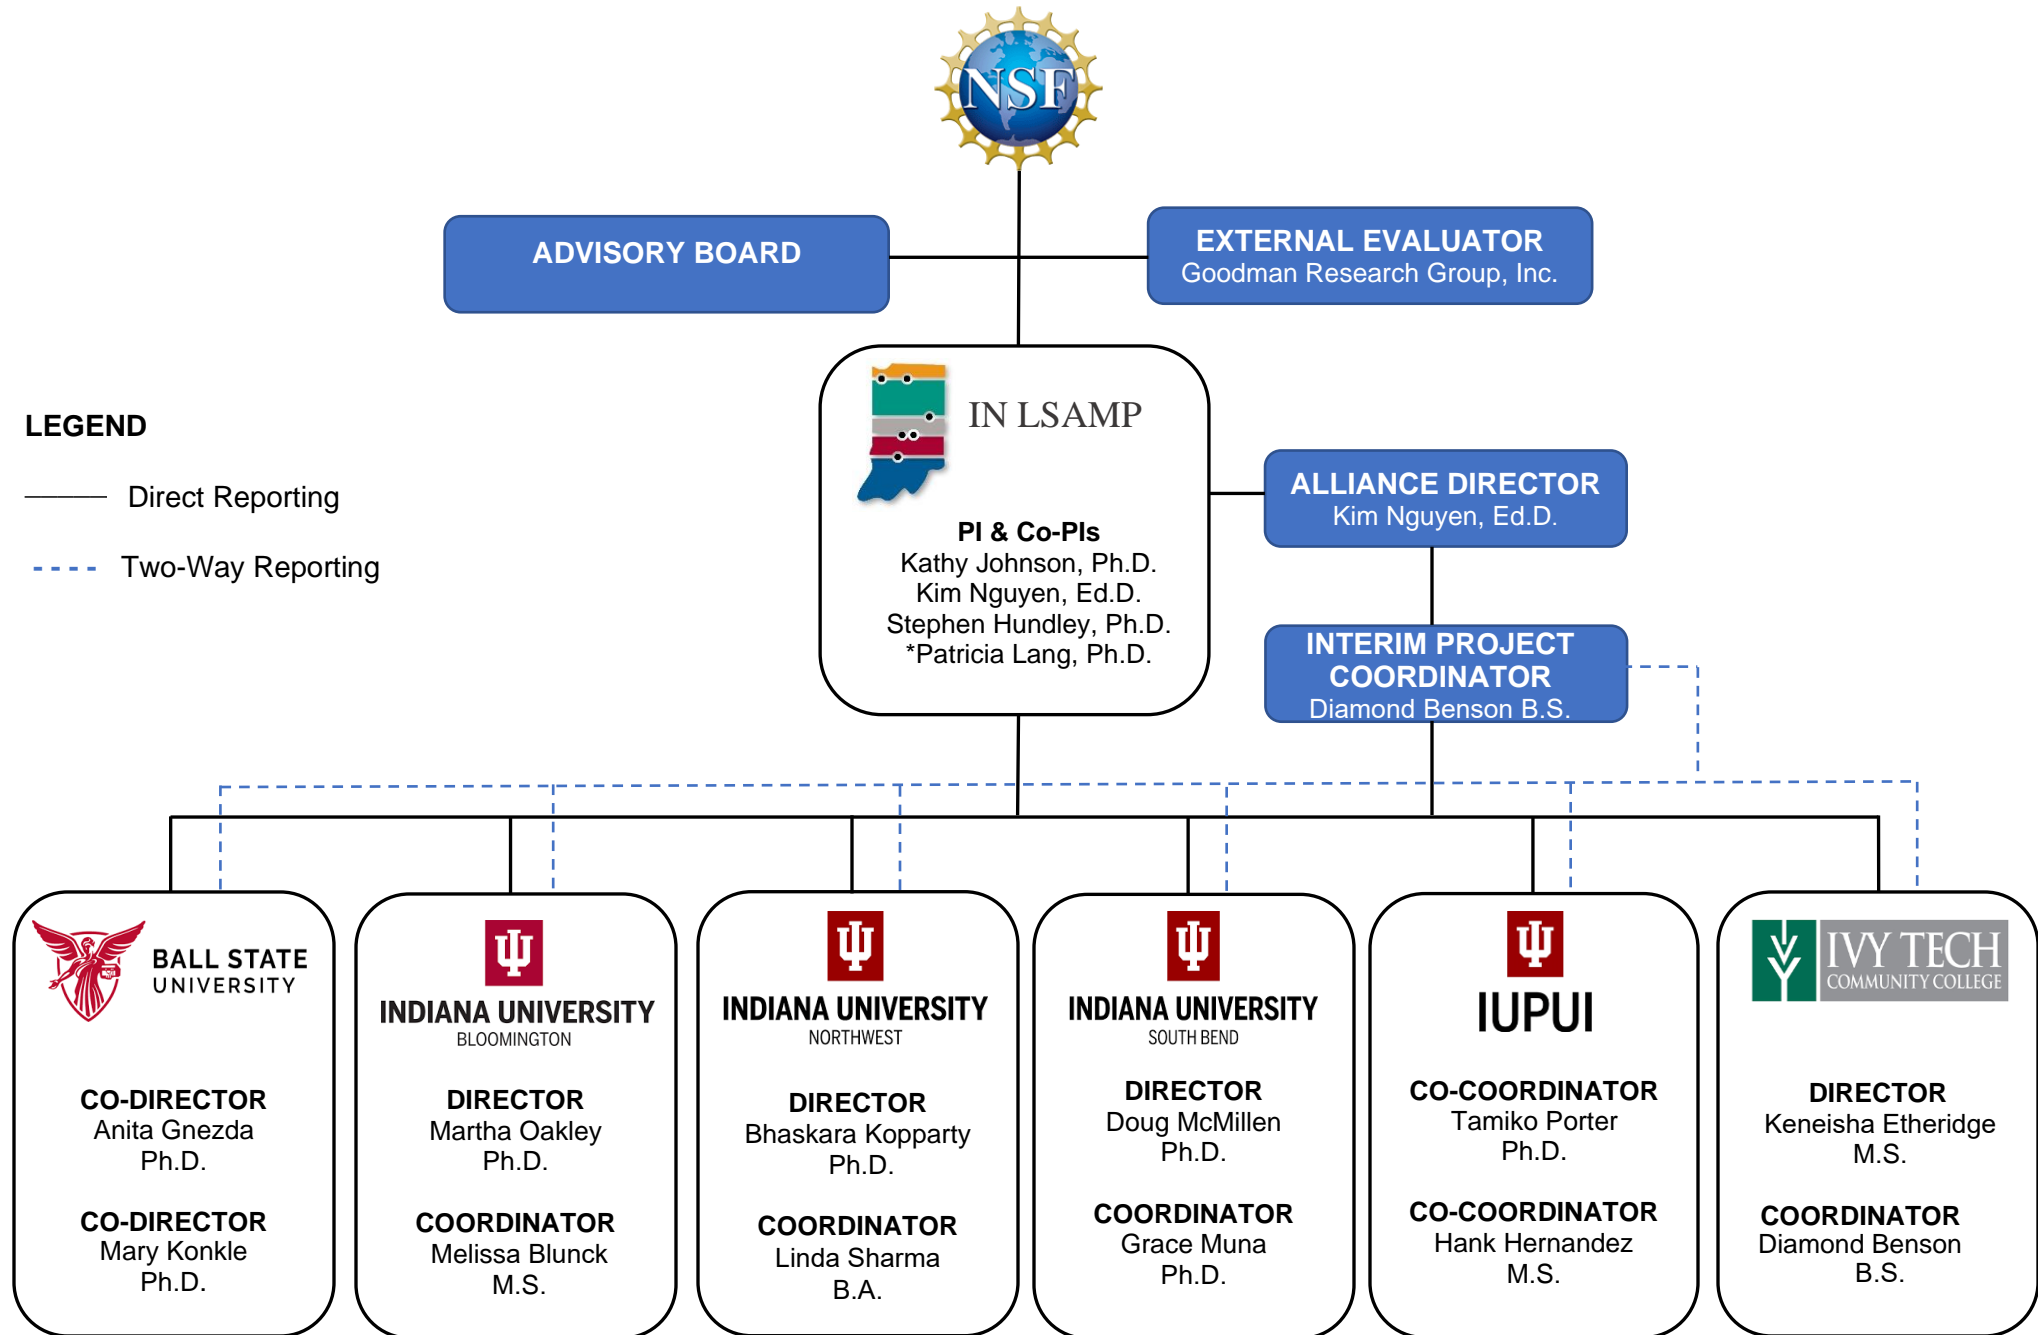 NSF
ADVISORY BOARD
EXTERNAL EVALUATOR
Goodman Research Group, Inc.
IN LSAMP
PI & Co-PIs
Kathy Johnson, Ph.D.
Kim Nguyen, Ed.D.
Stephen Hundley, Ph.D.
*Patricia Lang, Ph.D.
LEGEND
Direct Reporting
Two-Way Reporting
ALLIANCE DIRECTOR
Kim Nguyen, Ed.D.
INTERIM PROJECT
COORDINATOR
Diamond Benson B.S.
BALL STATE
UNIVERSITY
CO-DIRECTOR
Anita Gnezda
Ph.D.
CO-DIRECTOR
Mary Konkle
Ph.D.
INDIANA UNIVERSITY
BLOOMINGTON
DIRECTOR
Martha Oakley
Ph.D.
COORDINATOR
Melissa Blunck
M.S.
INDIANA UNIVERSITY
NORTHWEST
DIRECTOR
Bhaskara Kopparty
Ph.D.
COORDINATOR
Linda Sharma
B.A.
INDIANA UNIVERSITY
SOUTH BEND
DIRECTOR
Doug McMillen
Ph.D.
COORDINATOR
Grace Muna
Ph.D.
IUPUI
CO-COORDINATOR
Tamiko Porter
Ph.D.
CO-COORDINATOR
Hank Hernandez
M.S.
IVY TECH
COMMUNITY COLLEGE
DIRECTOR
Keneisha Etheridge
M.S.
COORDINATOR
Diamond Benson
B.S.